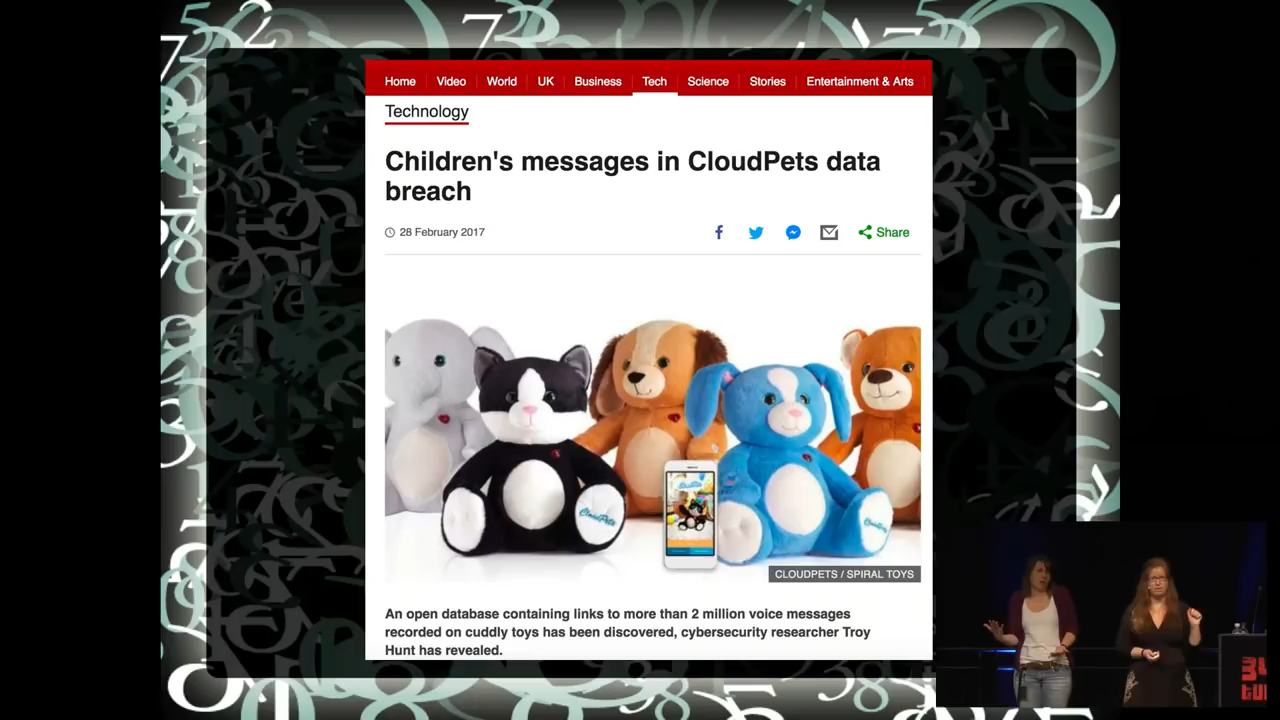 Home Video World UK Business Tech Science Stories Entertainment & Arts
Technology
Children's messages in CloudPets data
breach
28 February 2017
Share
CloudPets
CLOUDPETS / SPIRAL TOYS
An open database containing links to more than 2 million voice messages
recorded on cuddly toys has been discovered, cybersecurity researcher Troy
Hunt has revealed.